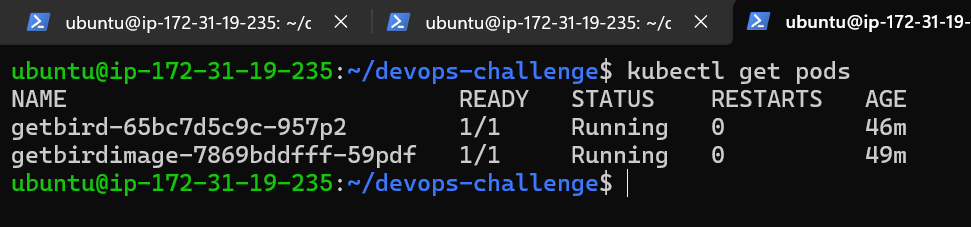 ubuntu@ip-172-31-19-235: ~/c ubuntu@ip-172-31-19-235: ~/c ubuntu@ip-172-31-19-
ubuntu@ip-172-31-19-235:~/devops-challenge$ kubectl get pods
NAME READY STATUS RESTARTS AGE
getbird-65bc7d5c9c-957p2 1/1 Running 0 46m
getbirdimage-7869bddfff-59pdf 1/1 Running 0 49m
ubuntu@ip-172-31-19-235:~/devops-challenge$